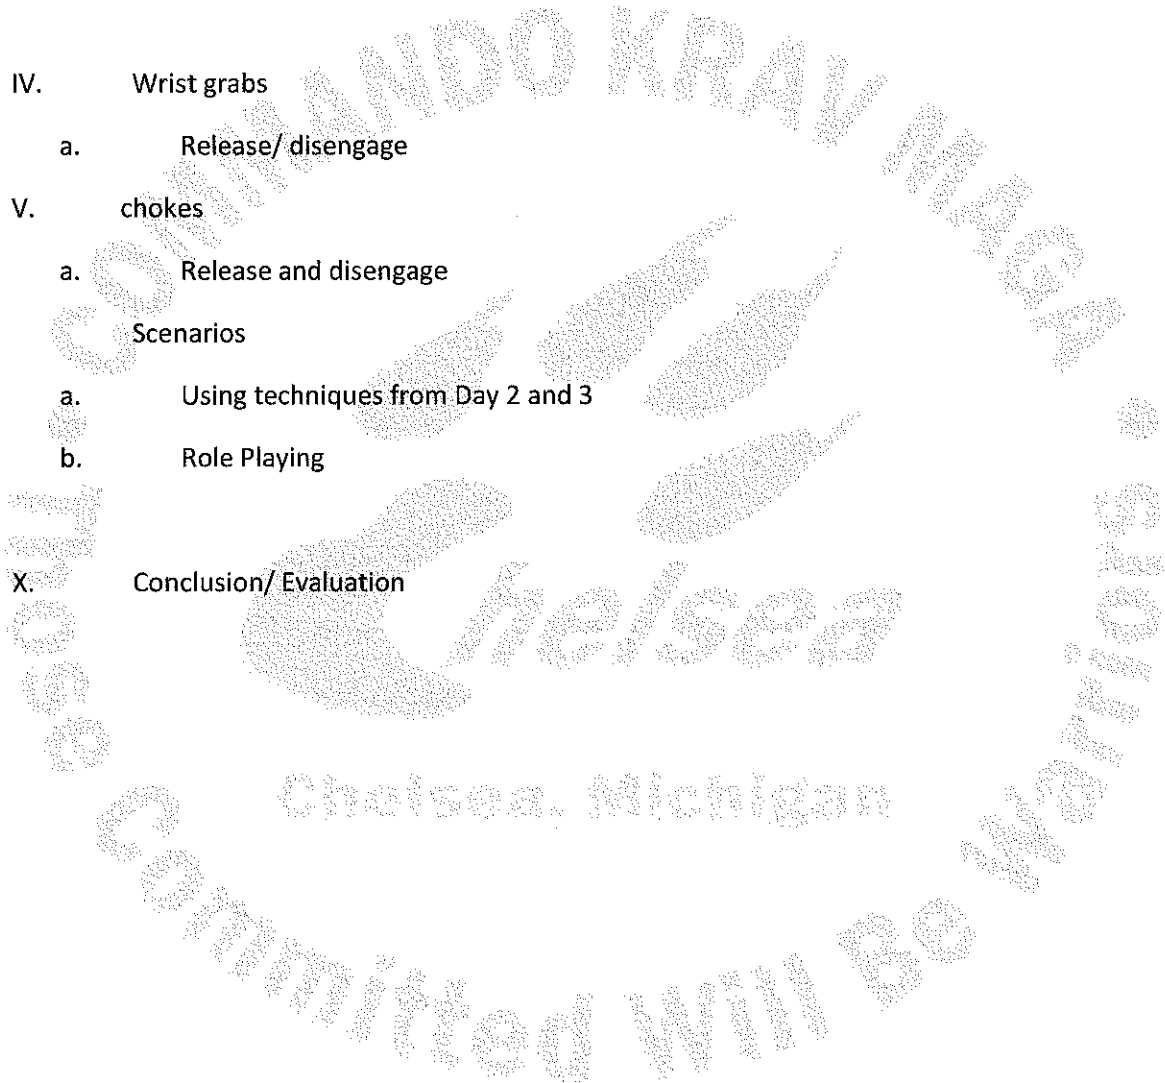 IV. Wrist grabs
a. Release/ disengage
V. chokes
a. Release and disengage
Scenarios
a. Using techniques from Day 2 and 3
b. Role Playing
X. Conclusion/ Evaluation
COMMANDO KRAV MAGA
Chelsea
Chelsea, Michigan
Those Committed Will Be Warriors